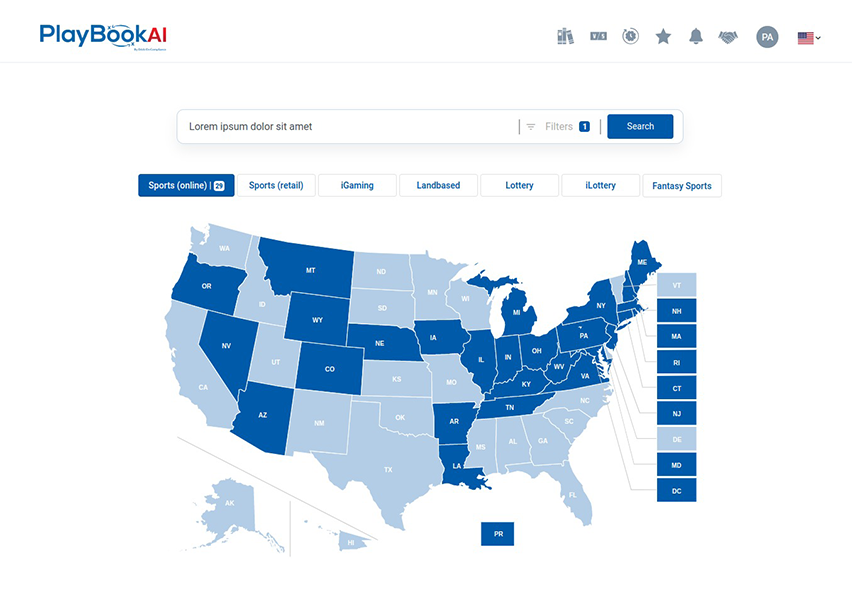 PlayBookAI
V/S
PA
Lorem ipsum dolor sit amet
Filters 1
Search
Sports (online) | 29
Sports (retail)
iGaming
Landbased
Lottery
iLottery
Fantasy Sports
WA
MT
ND
MN
ME
OR
ID
SD
WI
VT
WY
MI
NY
NH
NV
NE
IA
PA
MA
UT
CO
IL
IN
OH
RI
CA
KS
MO
KY
WV
VA
CT
AZ
NM
OK
AR
TN
NC
NJ
SC
MS
AL
GA
DE
TX
LA
MD
FL
DC
AK
HI
PR